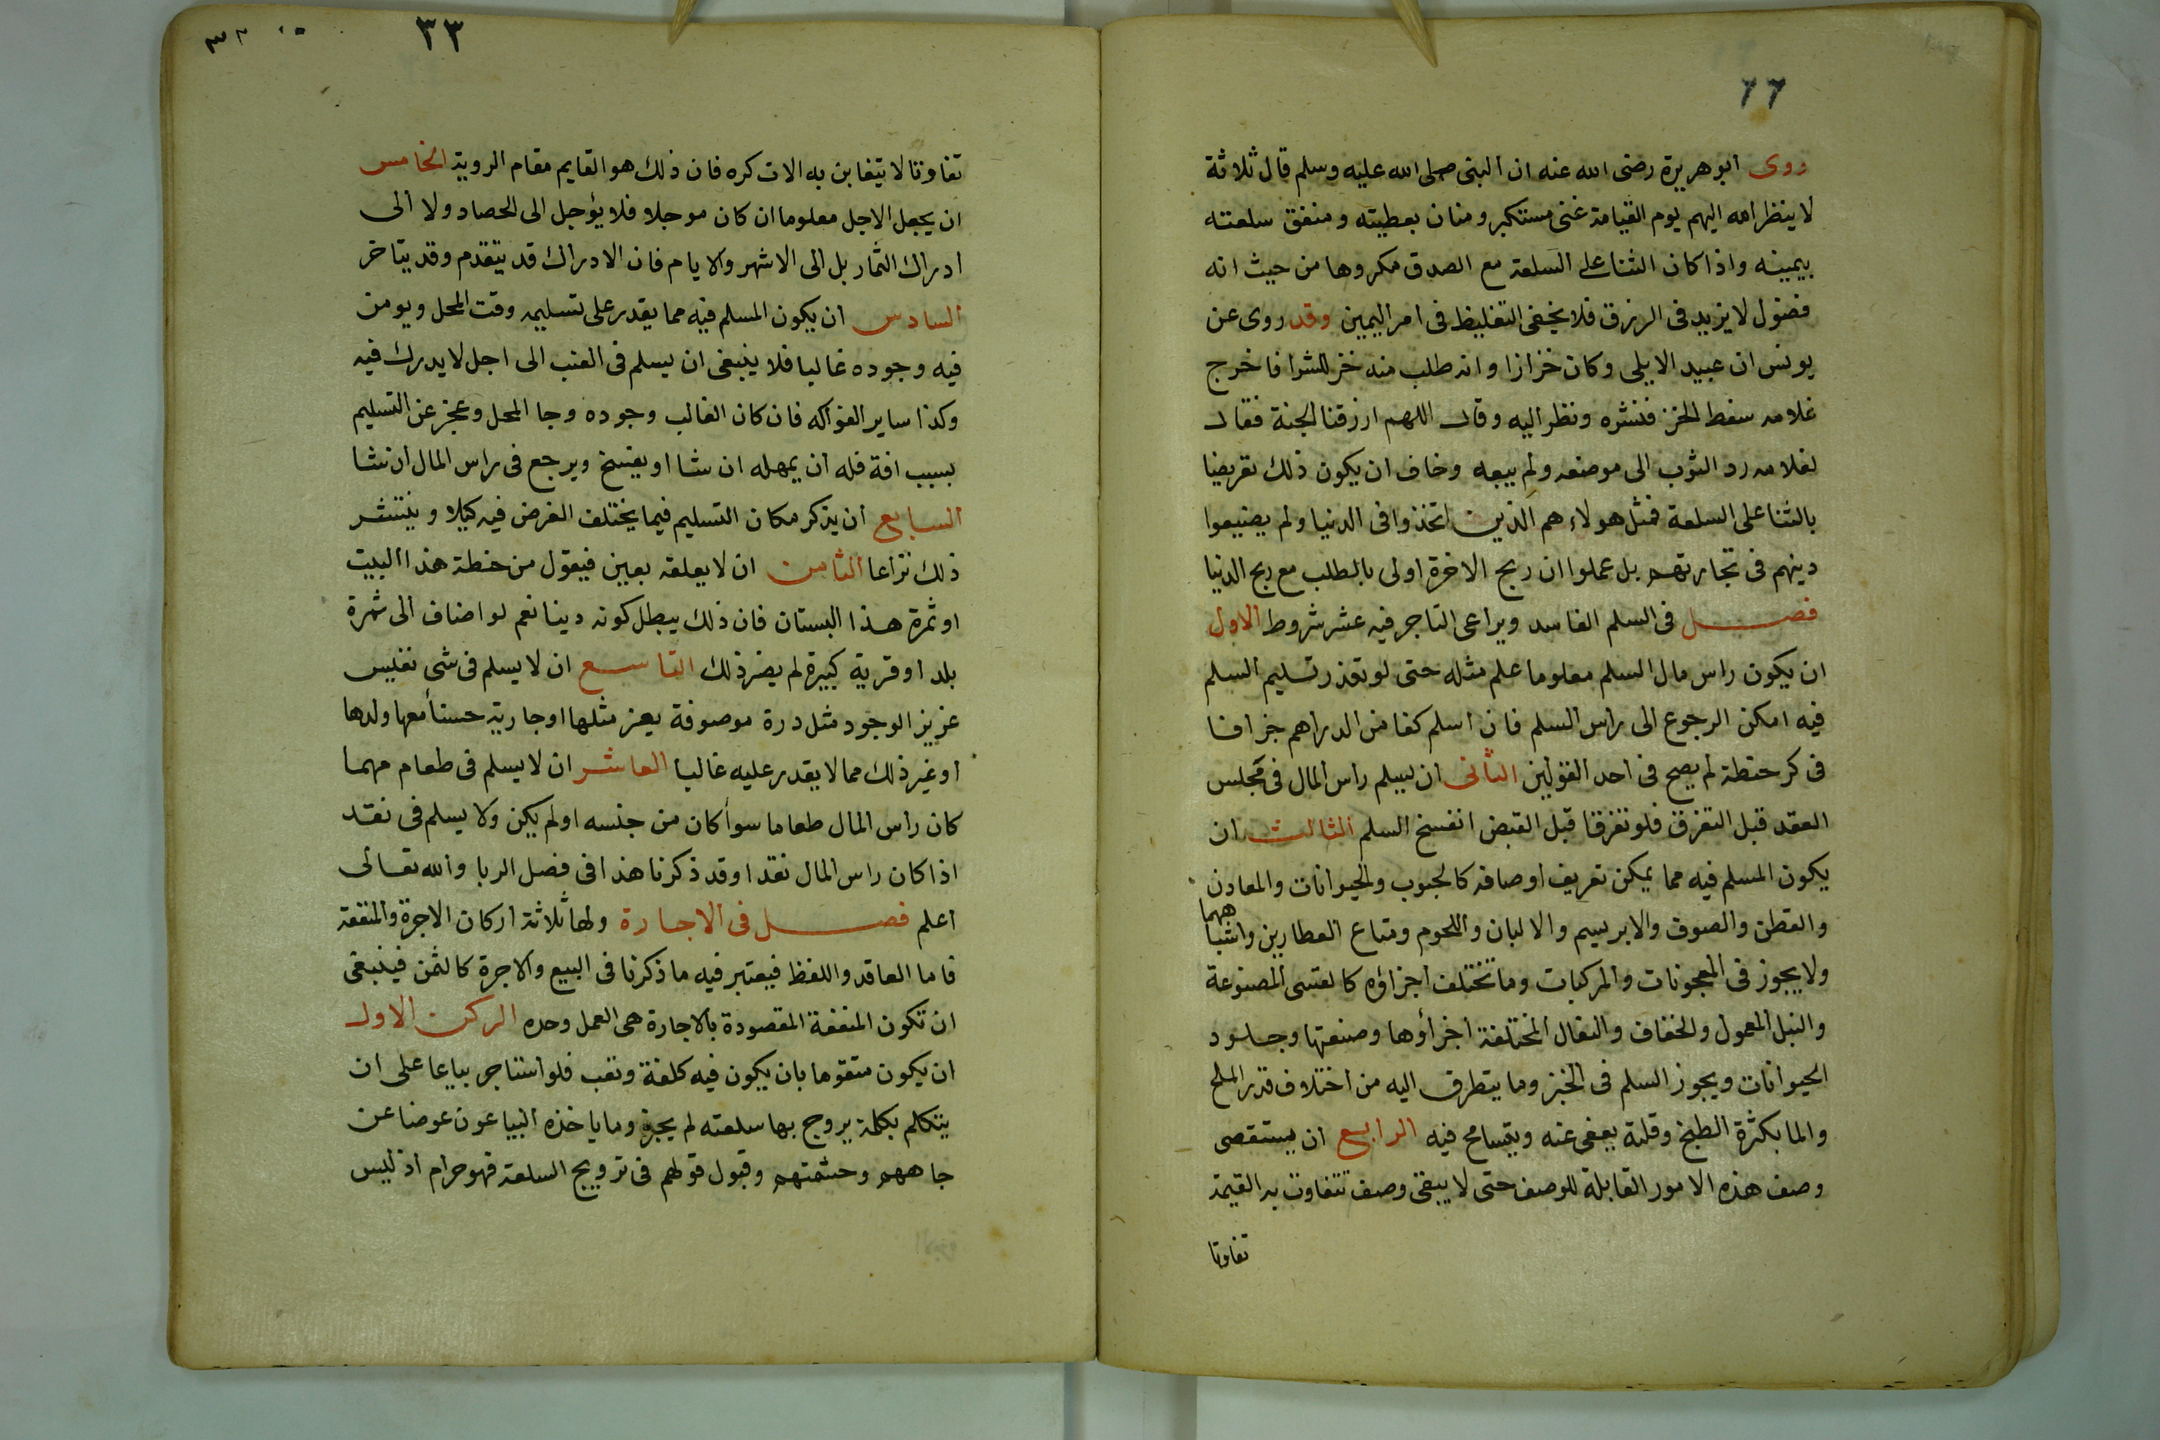 ٦٦
روى ابو هريرة رضى الله عنه ان النبى صلى الله عليه وسلم قال ثلاثة
لا ينظر الله اليهم يوم القيامة غنى مستكبر ومنان بعطيته ومنفق سلعته
بيمينه واذا كان الثنا على السلعة مع الصدق مكروها من حيث انه
فضول لا يزيد فى الرزق فلا يخفى التغليظ فى امر اليمين وقد روى عن
يونس ان عبيد الايلى وكان خزازا وانه طلب منه خز للشرا فاخرج
غلامه سفط الخز فنشره ونظر اليه وقال اللهم ارزقنا الجنة فقال
لغلامه رد الثوب الى موضعه ولم يبعه وخاف ان يكون ذلك تعريضا
بالثنا على السلعة فمثل هولاء هم الذين اتخذوا فى الدنيا ولم يضيعوا
دينهم فى تجارتهم بل عملوا ان ربح الاخرة اولى بالطلب مع ربح الدنيا
فصل فى السلم الفاسد ويراعى التاجر فيه عشر شروط الاول
ان يكون راس مال السلم معلوما علم مثله حتى لو تعذر تسليم السلم
فيه امكن الرجوع الى راس السلم فان اسلم كفا من الدراهم جزافا
فى كر حنطة لم يصح فى احد القولين الثانى ان يسلم راس المال فى مجلس
العقد قبل التفرق فلو تفرقا قبل القبض انفسخ السلم الثالث ان
يكون المسلم فيه مما يمكن تعريف اوصافه كالحبوب والحيوانات والمعادن
والقطن والصوف والابريسم والالبان واللحوم ومتاع العطارين واشباههما
ولا يجوز فى المعجونات والمركبات وما تختلف اجزاؤه كالقسى المصنوعة
والنبل المعمول والخفاف والنعال المختلفة اجزاؤها وصنعتها وجلود
الحيوانات ويجوز السلم فى الخبز وما يتطرق اليه من اختلاف قدر الملح
والما بكثرة الطبخ وقلته يعفى عنه ويتسامح فيه الرابع ان يستقصى
وصف هذه الامور القابلة للوصف حتى لا يبقى وصف تتفاوت به القيمة
تفاوتا
٣٣
٣٣
تفاوتا لا يتغابن به الات كره فان ذلك هو القايم مقام الروية الخامس
ان يجعل الاجل معلوما ان كان موجلا فلا يؤجل الى الحصاد ولا الى
ادراك الثمار بل الى الاشهر والايام فان الادراك قد يتقدم وقد يتاخر
السادس ان يكون المسلم فيه مما يقدر على تسليمه وقت المحل ويومن
فيه وجوده غالبا فلا ينبغى ان يسلم فى العنب الى اجل لا يدرك فيه
وكذا ساير الفواكه فان كان الغالب وجوده وجا المحل وعجز عن التسليم
بسبب افة فله ان يمهله ان شا او يفسخ ويرجع فى راس المال ان شا
السابع ان يذكر مكان التسليم فيما يختلف الغرض فيه كيلا وينتشر
ذلك نزاعا الثامن ان لا يعلقه بعين فيقول من حنطة هذا البيت
او ثمرة هذا البستان فان ذلك يبطل كونه دينا نعم لو اضاف الى ثمرة
بلد او قرية كبيرة لم يضر ذلك التاسع ان لا يسلم فى شى نفيس
عزيز الوجود مثل درة موصوفة يعز مثلها او جارية حسنا معها ولدها
او غير ذلك مما لا يقدر عليه غالبا العاشر ان لا يسلم فى طعام مهما
كان راس المال طعاما سوا كان من جنسه او لم يكن ولا يسلم فى نقد
اذا كان راس المال نقدا وقد ذكرنا هذا فى فصل الربا والله تعالى
اعلم فصل فى الاجارة ولها ثلاثة اركان الاجرة والمنفعة
فاما العاقد واللفظ فيعتبر فيه ما ذكرنا فى البيع والاجرة كالثمن فينبغى
ان تكون المنفعة المقصودة بالاجارة هى العمل وحده الركن الاول
ان يكون متقوما بان يكون فيه كلفة وتعب فلو استاجر بياعا على ان
يتكلم بكلمة يروج بها سلعته لم يجز وما ياخذه البياعون عوضا عن
جاههم وحشمتهم وقبول قولهم فى ترويج السلعة فهو حرام اذ ليس